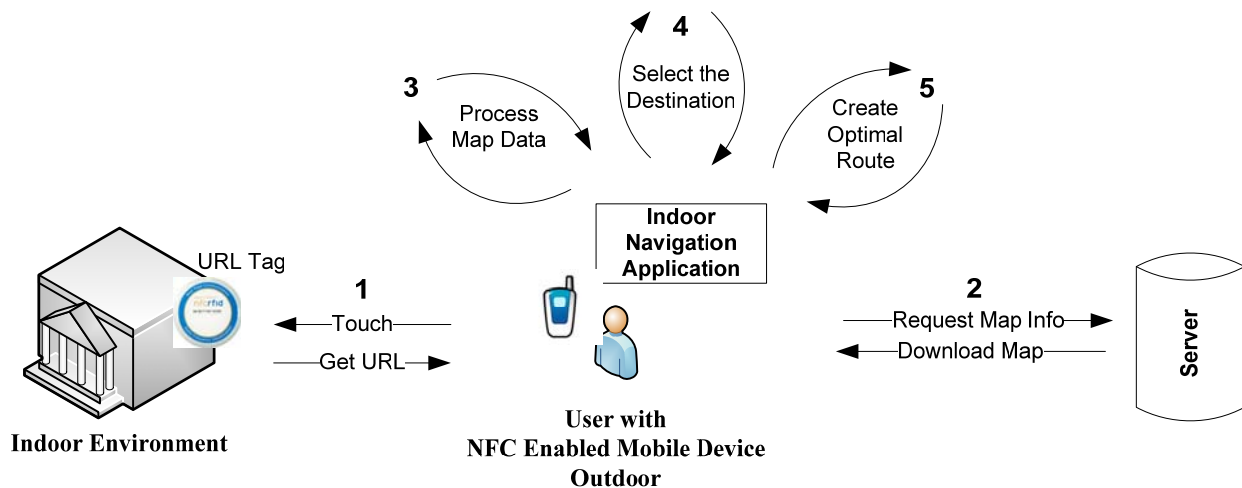 4
Select the
Destination
3
Process
Map Data
5
Create
Optimal
Route
Indoor
Navigation
Application
URL Tag
1
Touch
Get URL
2
Request Map Info
Download Map
Server
Indoor Environment
User with
NFC Enabled Mobile Device
Outdoor